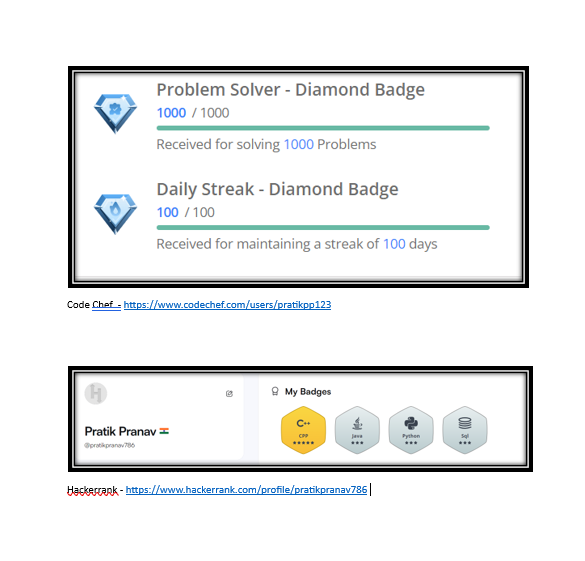 Problem Solver - Diamond Badge
1000 / 1000
Received for solving 1000 Problems
Daily Streak - Diamond Badge
100 / 100
Received for maintaining a streak of 100 days
Code Chef - https://www.codechef.com/users/pratikpp123
H
My Badges
Pratik Pranav
@pratikpranav786
C++
CPP
Java
Python
Sql
Hackerrank - https://www.hackerrank.com/profile/pratikpranav786